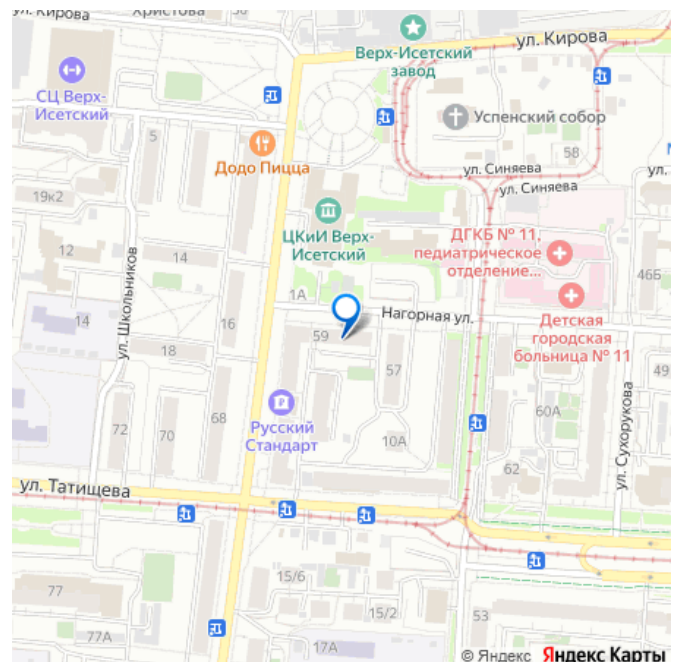 ул. Кирова
Христова
50
ул. Кирова
Верх-Исетский
завод
СЦ Верх-
Исетский
Успенский собор
5
Додо Пицца
5В
ул. Синяева
ул. Синяева
19к2
ЦКиИ Верх-
Исетский
ДГКБ № 11,
педиатрическое
отделение...
12
14
46Б
1А
Нагорная ул.
ул. Школьников
14
16
59
Детская
городская
больница № 11
18
57
49
Русский
Стандарт
ул. Сухорукова
60А
72
70
68
10А
62
ул. Татищева
15/6
77
15/2
53
77А
17А
© Яндекс Яндекс Карты